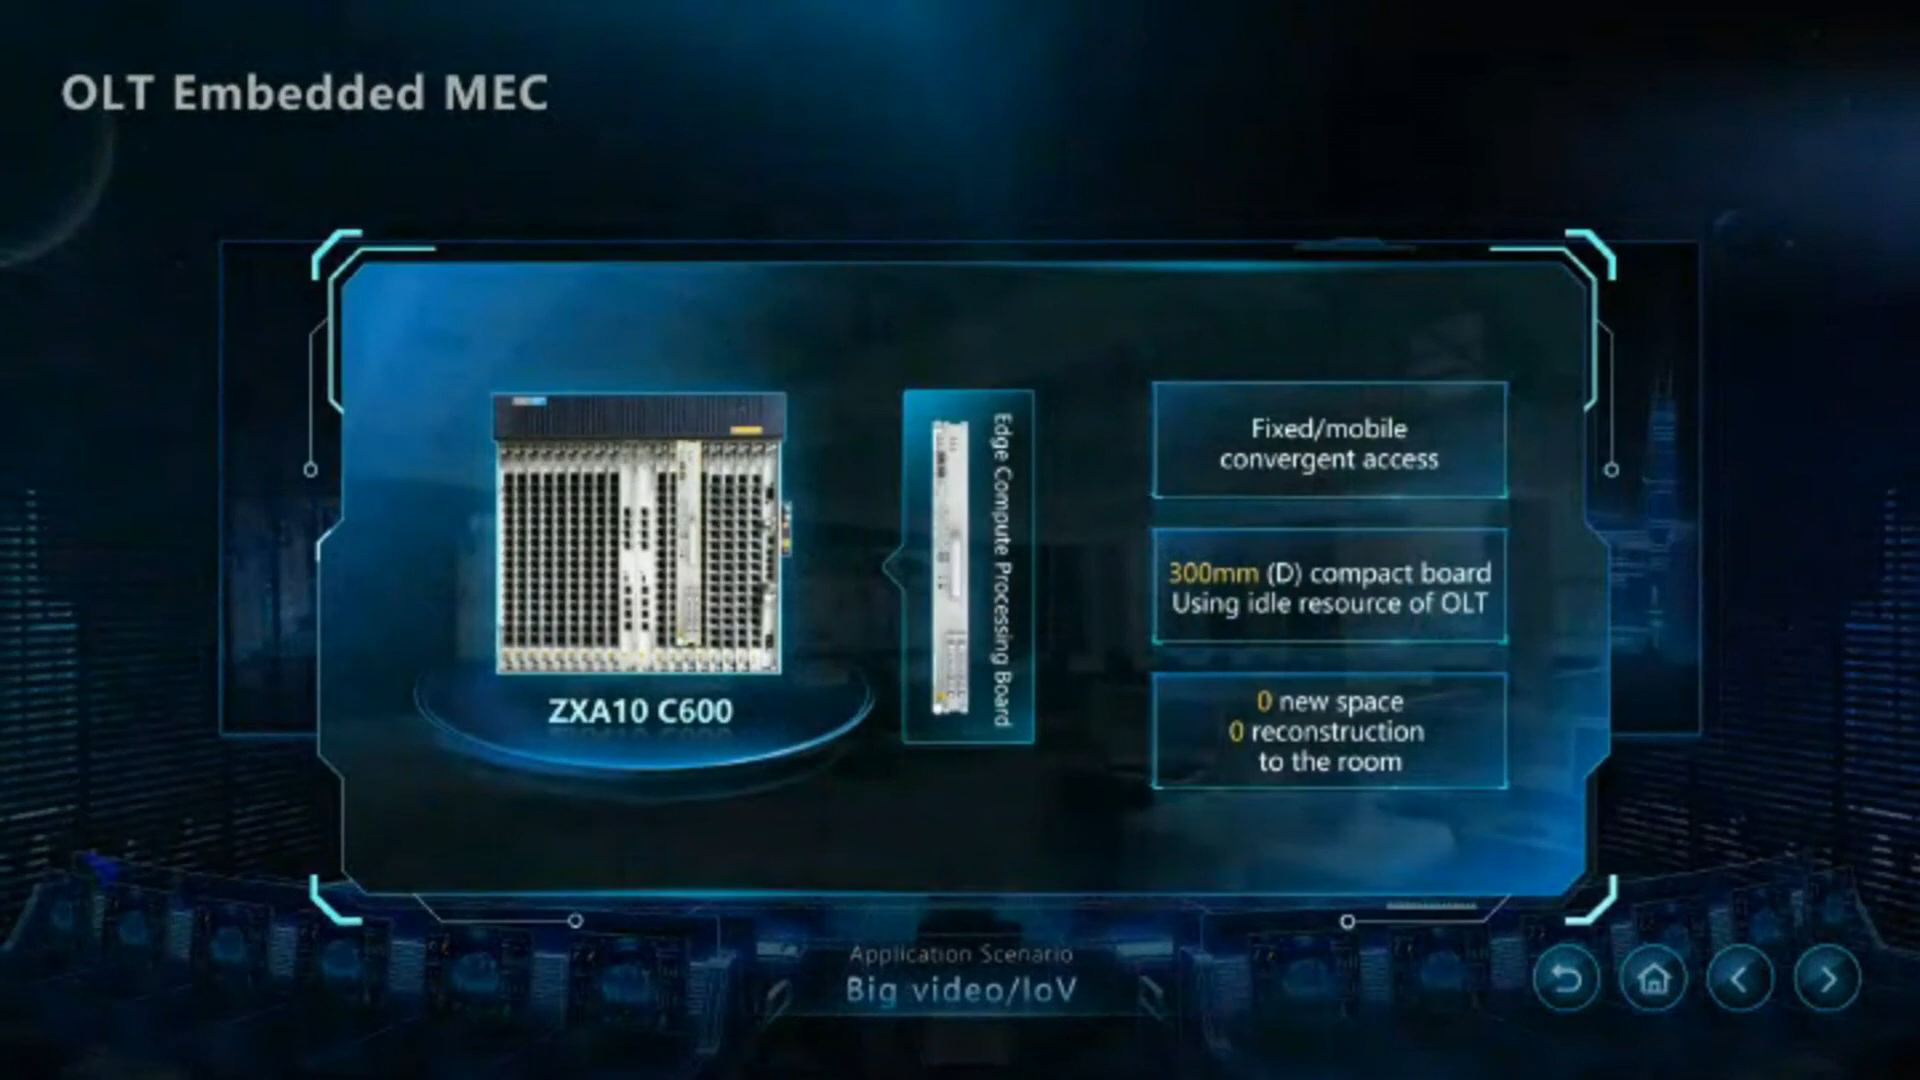 OLT Embedded MEC
ZXA10 C600
Edge Compute Processing Board
Fixed/mobile
convergent access
300mm (D) compact board
Using idle resource of OLT
0 new space
0 reconstruction
to the room
Application Scenario
Big video/IoV